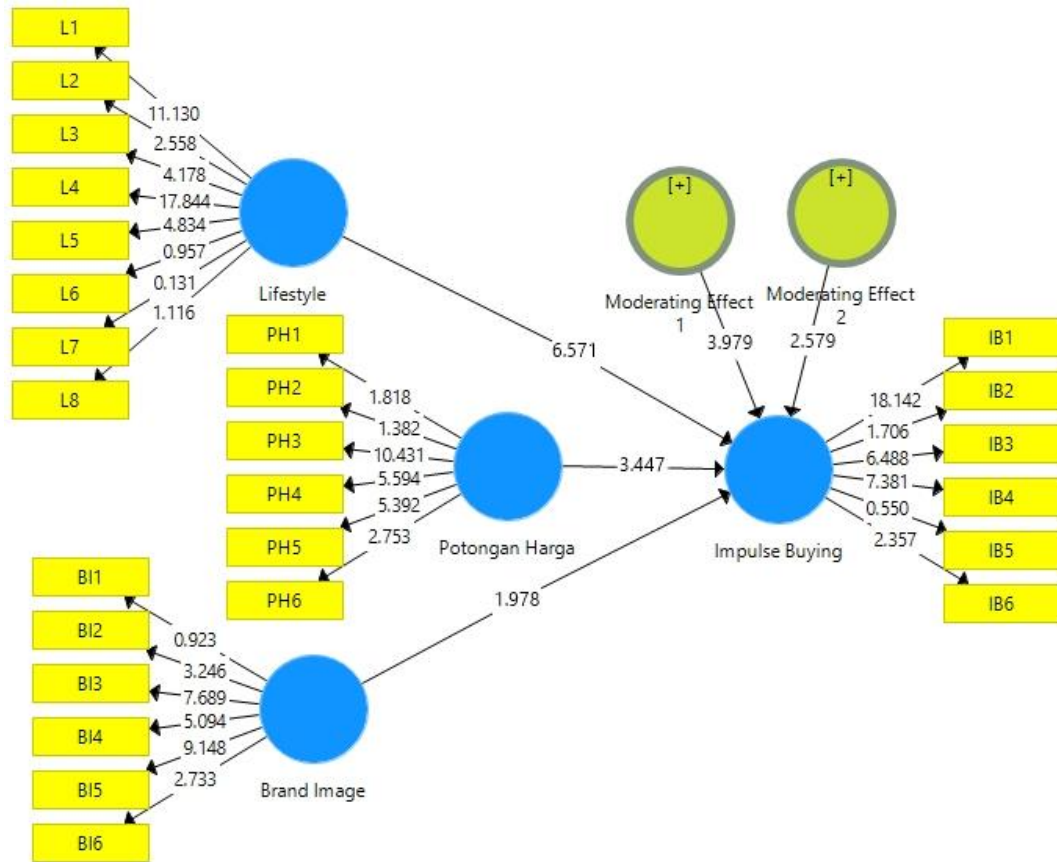 L1
L2
L3
L4
L5
L6
L7
L8
11.130
2.558
4.178
17.844
4.834
0.957
0.131
1.116
Lifestyle
6.571
[+]
Moderating Effect
1
3.979
[+]
Moderating Effect
2
2.579
PH1
PH2
PH3
PH4
PH5
PH6
1.818
1.382
10.431
5.594
5.392
2.753
Potongan Harga
3.447
Impulse Buying
18.142
1.706
6.488
7.381
0.550
2.357
IB1
IB2
IB3
IB4
IB5
IB6
BI1
BI2
BI3
BI4
BI5
BI6
0.923
3.246
7.689
5.094
9.148
2.733
Brand Image
1.978